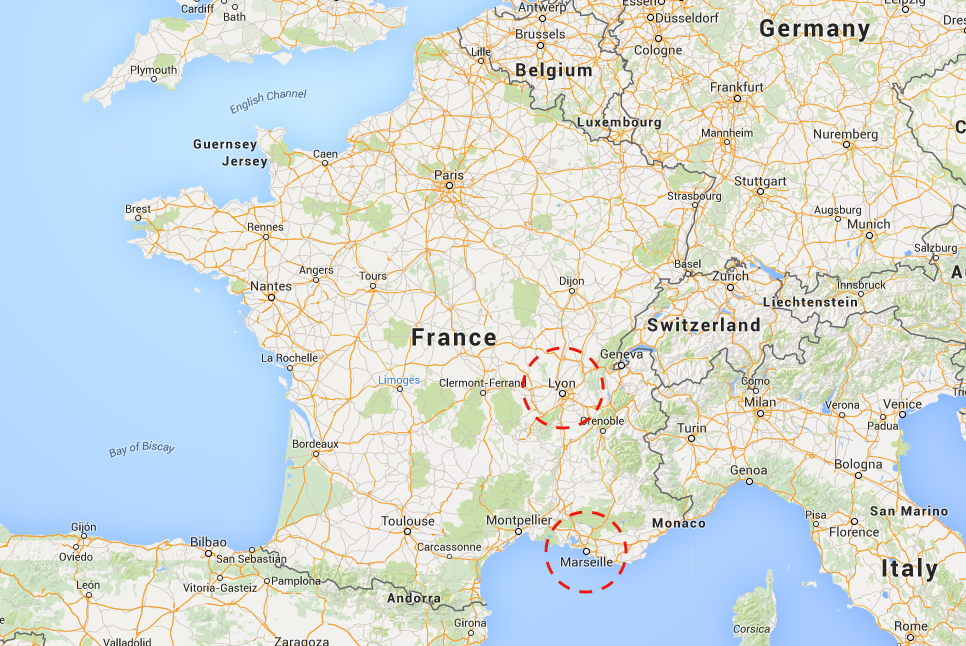 Cardiff
Bath
Antwerp
Essen
Düsseldorf
Leipzig
Germany
Brussels
Cologne
Lille
Belgium
Plymouth
English Channel
Frankfurt
Luxembourg
Mannheim
Nuremberg
Guernsey
Jersey
Caen
Paris
Stuttgart
Strasbourg
Brest
Rennes
Augsburg
Munich
Salzburg
Basel
Zürich
Angers
Tours
Dijon
Nantes
Innsbruck
Liechtenstein
France
Switzerland
La Rochelle
Geneva
Limoges
Clermont-Ferrand
Lyon
Como
Milan
Verona
Venice
Grenoble
Turin
Padua
Bordeaux
Bay of Biscay
Genoa
Bologna
Toulouse
Montpellier
Monaco
Pisa
San Marino
Gijón
Florence
Bilbao
Carcassonne
Oviedo
San Sebastian
Marseille
Italy
León
Vitoria-Gasteiz
Pamplona
Andorra
Girona
Corsica
Rome
Valladolid
Zaragoza